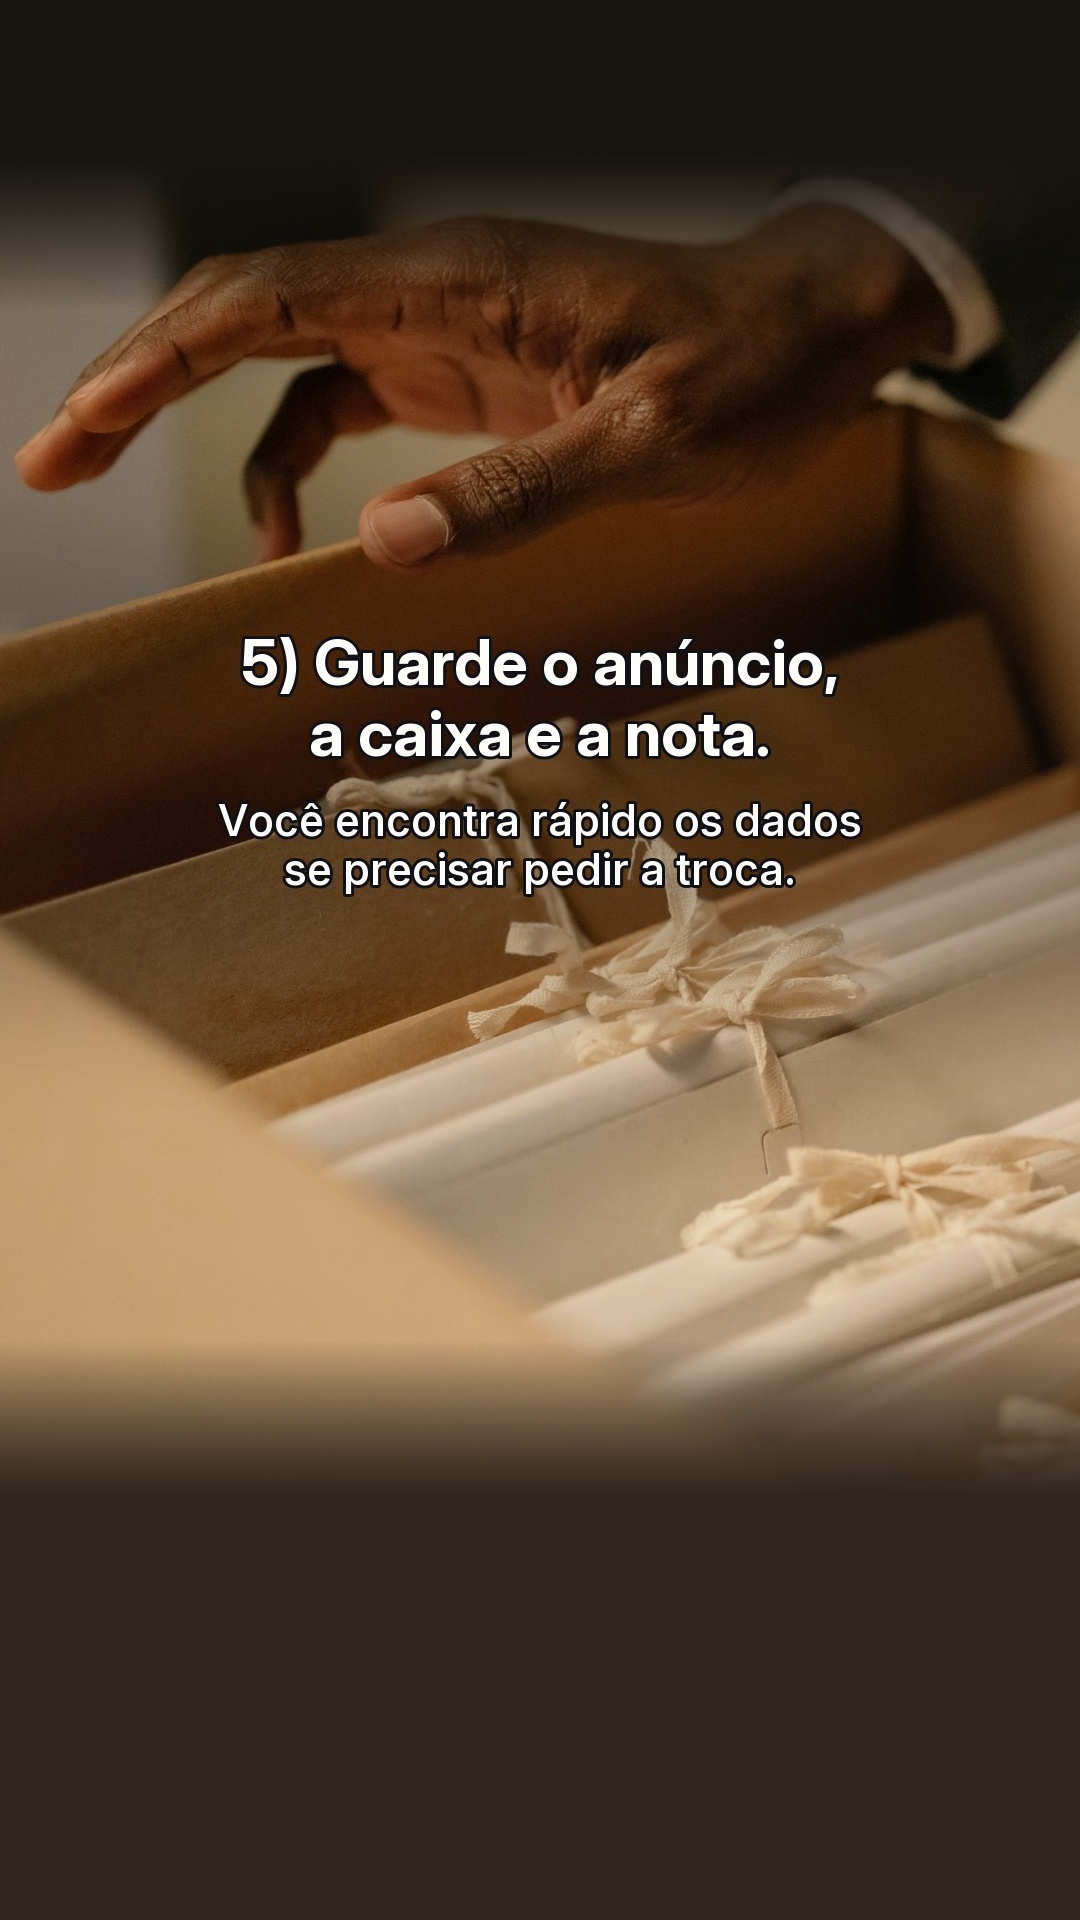 5) Guarde o anúncio,
a caixa e a nota.
Você encontra rápido os dados
se precisar pedir a troca.